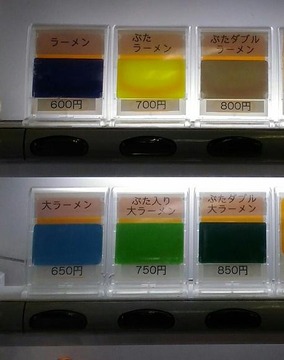 ラーメン
600円
ぶた
ラーメン
700円
ぶたダブル
ラーメン
800円
大ラーメン
650円
ぶた入り
大ラーメン
750円
ぶたダブル
大ラーメン
850円